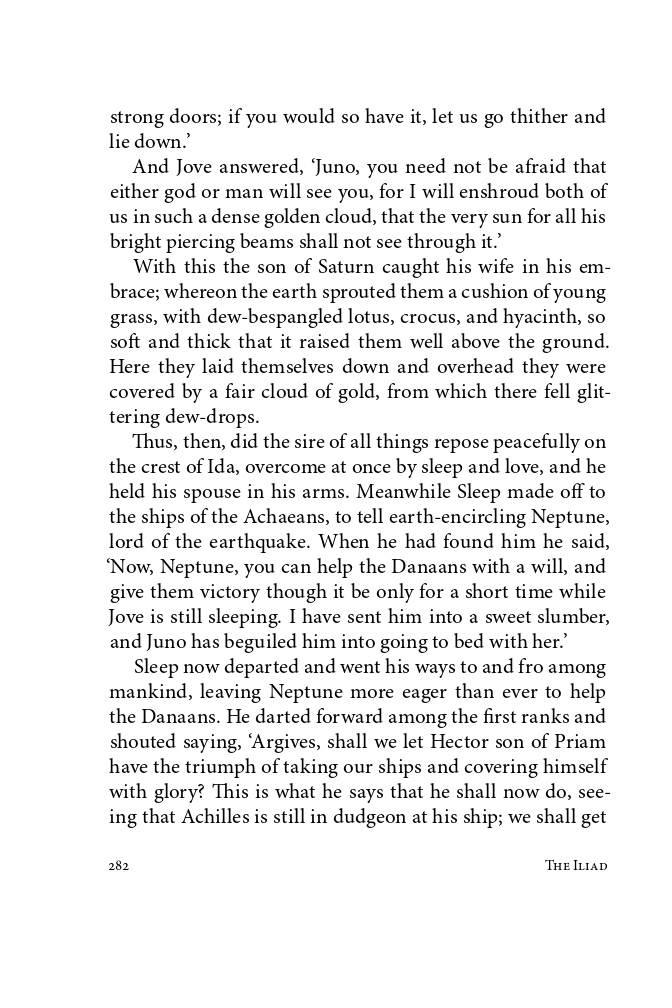 strong doors; if you would so have it, let us go thither and
lie down.’
And Jove answered, ‘Juno, you need not be afraid that
either god or man will see you, for I will enshroud both of
us in such a dense golden cloud, that the very sun for all his
bright piercing beams shall not see through it.’
With this the son of Saturn caught his wife in his em-
brace; whereon the earth sprouted them a cushion of young
grass, with dew-bespangled lotus, crocus, and hyacinth, so
soft and thick that it raised them well above the ground.
Here they laid themselves down and overhead they were
covered by a fair cloud of gold, from which there fell glit-
tering dew-drops.
Thus, then, did the sire of all things repose peacefully on
the crest of Ida, overcome at once by sleep and love, and he
held his spouse in his arms. Meanwhile Sleep made off to
the ships of the Achaeans, to tell earth-encircling Neptune,
lord of the earthquake. When he had found him he said,
‘Now, Neptune, you can help the Danaans with a will, and
give them victory though it be only for a short time while
Jove is still sleeping. I have sent him into a sweet slumber,
and Juno has beguiled him into going to bed with her.’
Sleep now departed and went his ways to and fro among
mankind, leaving Neptune more eager than ever to help
the Danaans. He darted forward among the first ranks and
shouted saying, ‘Argives, shall we let Hector son of Priam
have the triumph of taking our ships and covering himself
with glory? This is what he says that he shall now do, see-
ing that Achilles is still in dudgeon at his ship; we shall get
282 The Iliad